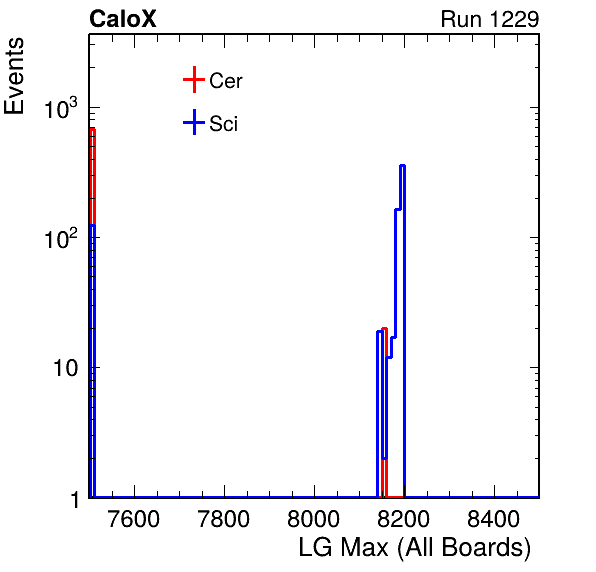 CaloX Run 1229
Events
Cer
Sci
10³
10²
10
1
7600 7800 8000 8200 8400
LG Max (All Boards)